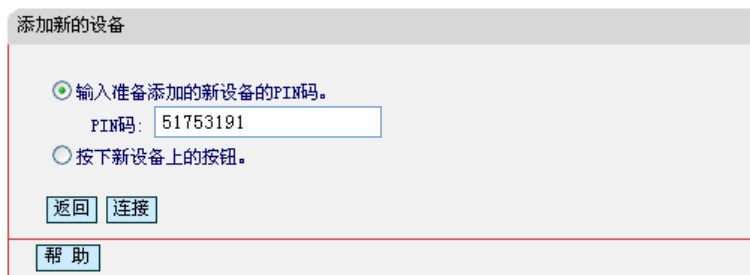 添加新的设备
输入准备添加的新设备的PIN码。
PIN码: 51753191
按下新设备上的按钮。
返回 连接
帮 助